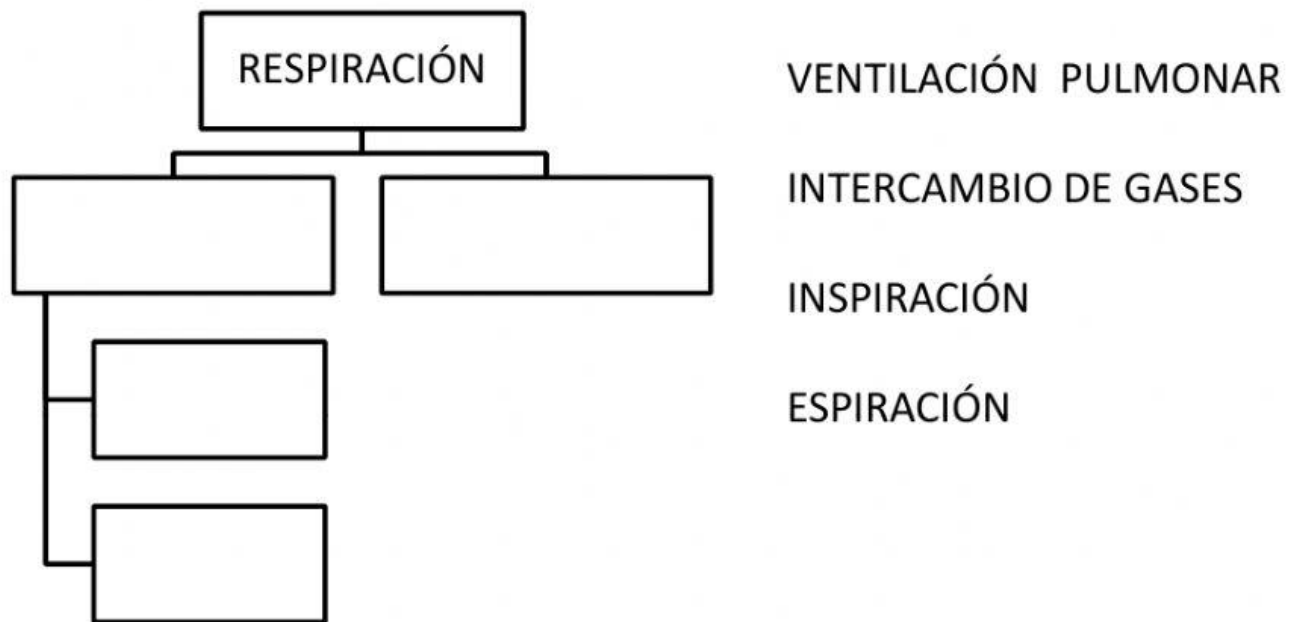 RESPIRACIÓN
VENTILACIÓN PULMONAR
INTERCAMBIO DE GASES
INSPIRACIÓN
ESPIRACIÓN